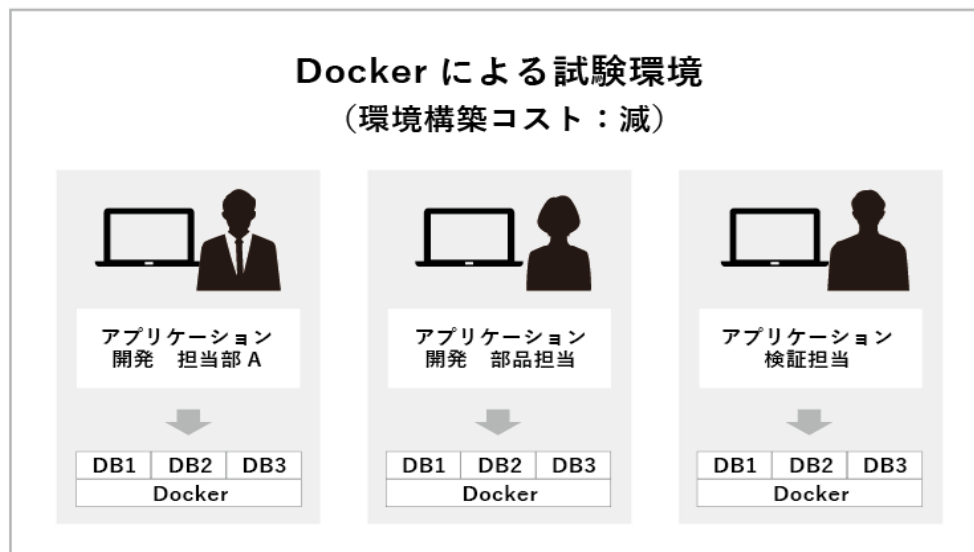 Docker による試験環境
（環境構築コスト：減）
アプリケーション
開発　担当部 A
DB1 DB2 DB3
Docker
アプリケーション
開発　部品担当
DB1 DB2 DB3
Docker
アプリケーション
検証担当
DB1 DB2 DB3
Docker